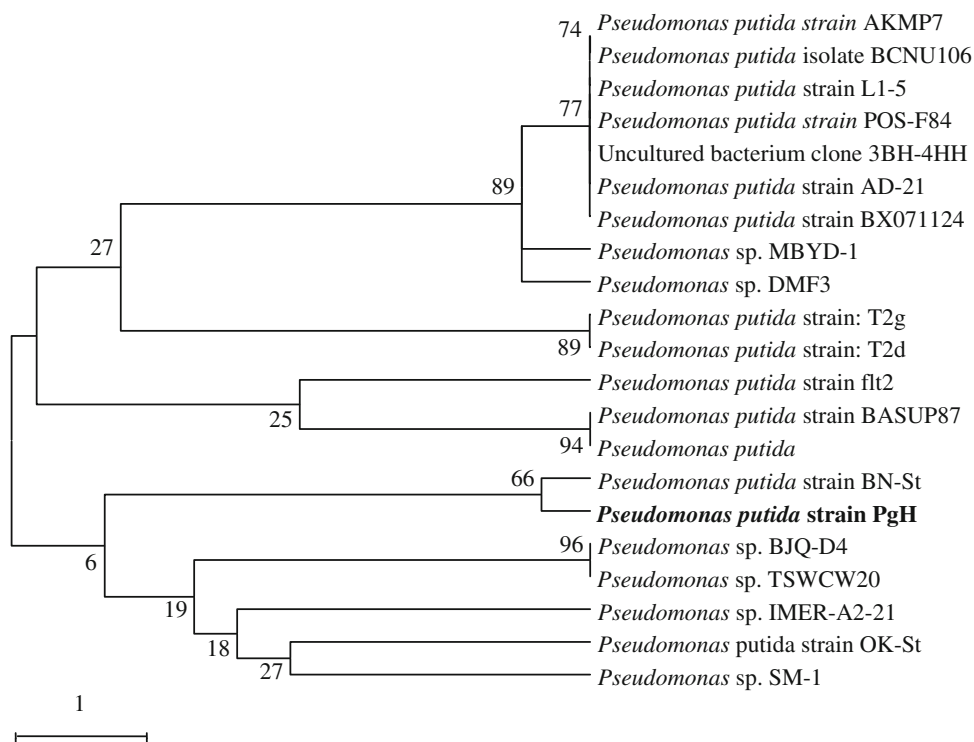 74
Pseudomonas putida strain AKMP7
Pseudomonas putida isolate BCNU106
Pseudomonas putida strain L1-5
77
Pseudomonas putida strain POS-F84
Uncultured bacterium clone 3BH-4HH
89
Pseudomonas putida strain AD-21
Pseudomonas putida strain BX071124
27
Pseudomonas sp. MBYD-1
Pseudomonas sp. DMF3
Pseudomonas putida strain: T2g
89
Pseudomonas putida strain: T2d
Pseudomonas putida strain flt2
25
Pseudomonas putida strain BASUP87
94
Pseudomonas putida
66
Pseudomonas putida strain BN-St
Pseudomonas putida strain PgH
96
Pseudomonas sp. BJQ-D4
6
Pseudomonas sp. TSWCW20
19
Pseudomonas sp. IMER-A2-21
18
Pseudomonas putida strain OK-St
27
Pseudomonas sp. SM-1
1